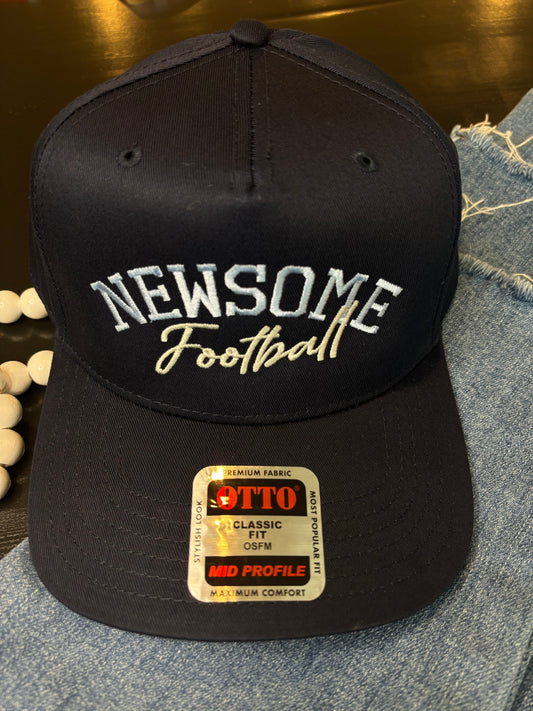 NEWSOME
Football
PREMIUM FABRIC
OTTO®
CLASSIC
FIT
OSFM
MID PROFILE
MAXIMUM COMFORT
STYLISH LOOK
MOST POPULAR FIT